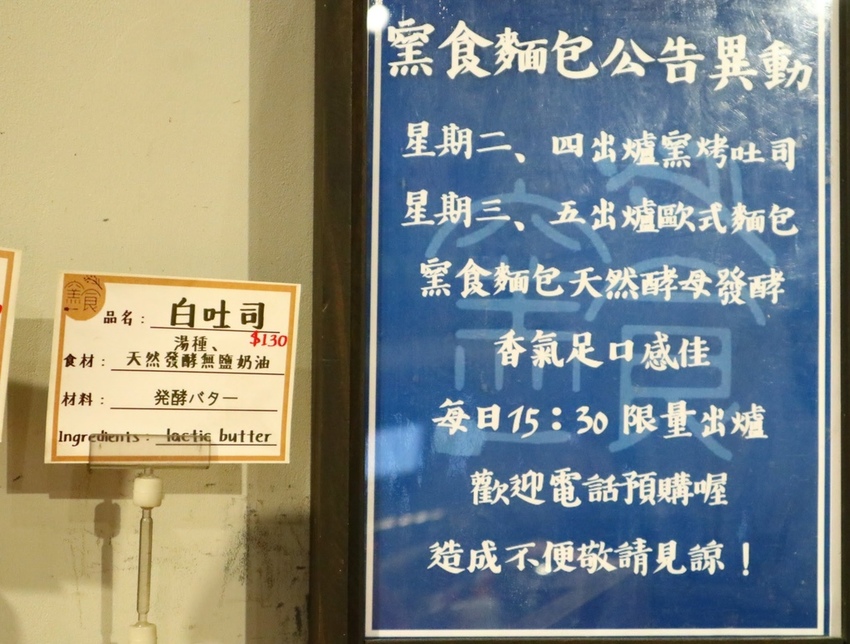 窯食麵包公告異動
星期二、四出爐窯烤吐司
星期三、五出爐歐式麵包
窯食麵包天然酵母發酵
香氣足口感佳
每日15：30 限量出爐
歡迎電話預購喔
造成不便敬請見諒！
窯食
品名： 白吐司
$130
湯種、
食材： 天然發酵無鹽奶油
材料： 発酵バター
Ingredients： lactic butter